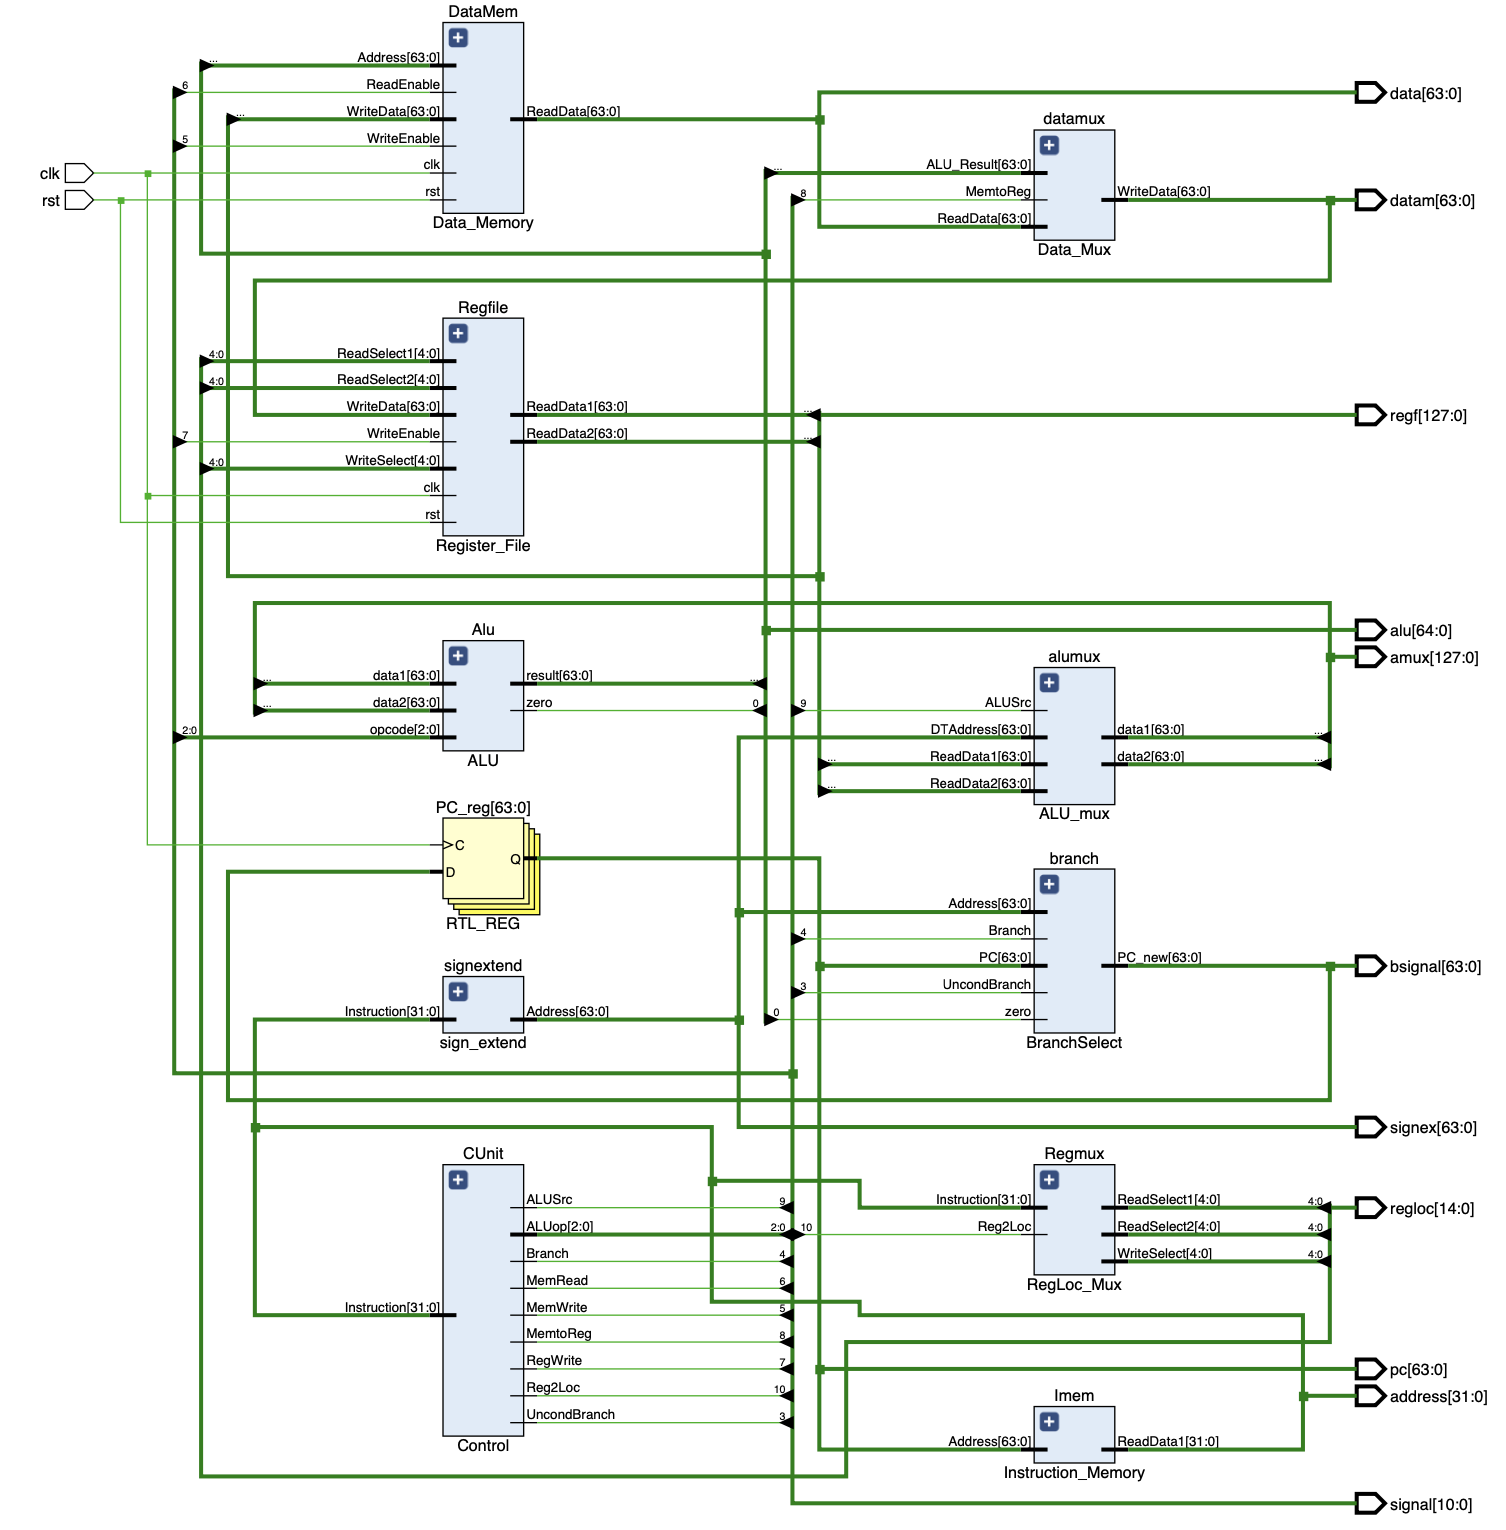 DataMem
Address[63:0]
...
6
ReadEnable
WriteData[63:0]
...
ReadData[63:0]
5
WriteEnable
clk
rst
Data_Memory
clk
rst
data[63:0]
datamux
...
ALU_Result[63:0]
8
MemtoReg
ReadData[63:0]
WriteData[63:0]
Data_Mux
datam[63:0]
Regfile
4:0
ReadSelect1[4:0]
4:0
ReadSelect2[4:0]
WriteData[63:0]
7
WriteEnable
4:0
WriteSelect[4:0]
clk
rst
ReadData1[63:0]
...
ReadData2[63:0]
...
Register_File
regf[127:0]
Alu
...
data1[63:0]
...
data2[63:0]
2:0
opcode[2:0]
result[63:0]
...
zero
0
ALU
alu[64:0]
amux[127:0]
alumux
9
ALUSrc
DTAddress[63:0]
...
ReadData1[63:0]
...
ReadData2[63:0]
data1[63:0]
...
data2[63:0]
...
ALU_mux
PC_reg[63:0]
C
D
Q
RTL_REG
branch
Address[63:0]
4
Branch
PC[63:0]
3
UncondBranch
0
zero
PC_new[63:0]
BranchSelect
bsignal[63:0]
signextend
Instruction[31:0]
Address[63:0]
sign_extend
signex[63:0]
CUnit
Instruction[31:0]
ALUSrc
9
ALUop[2:0]
2:0
Branch
4
MemRead
6
MemWrite
5
MemtoReg
8
RegWrite
7
Reg2Loc
10
UncondBranch
3
Control
Regmux
Instruction[31:0]
10
Reg2Loc
ReadSelect1[4:0]
4:0
ReadSelect2[4:0]
4:0
WriteSelect[4:0]
4:0
RegLoc_Mux
regloc[14:0]
pc[63:0]
address[31:0]
Imem
Address[63:0]
ReadData1[31:0]
Instruction_Memory
signal[10:0]